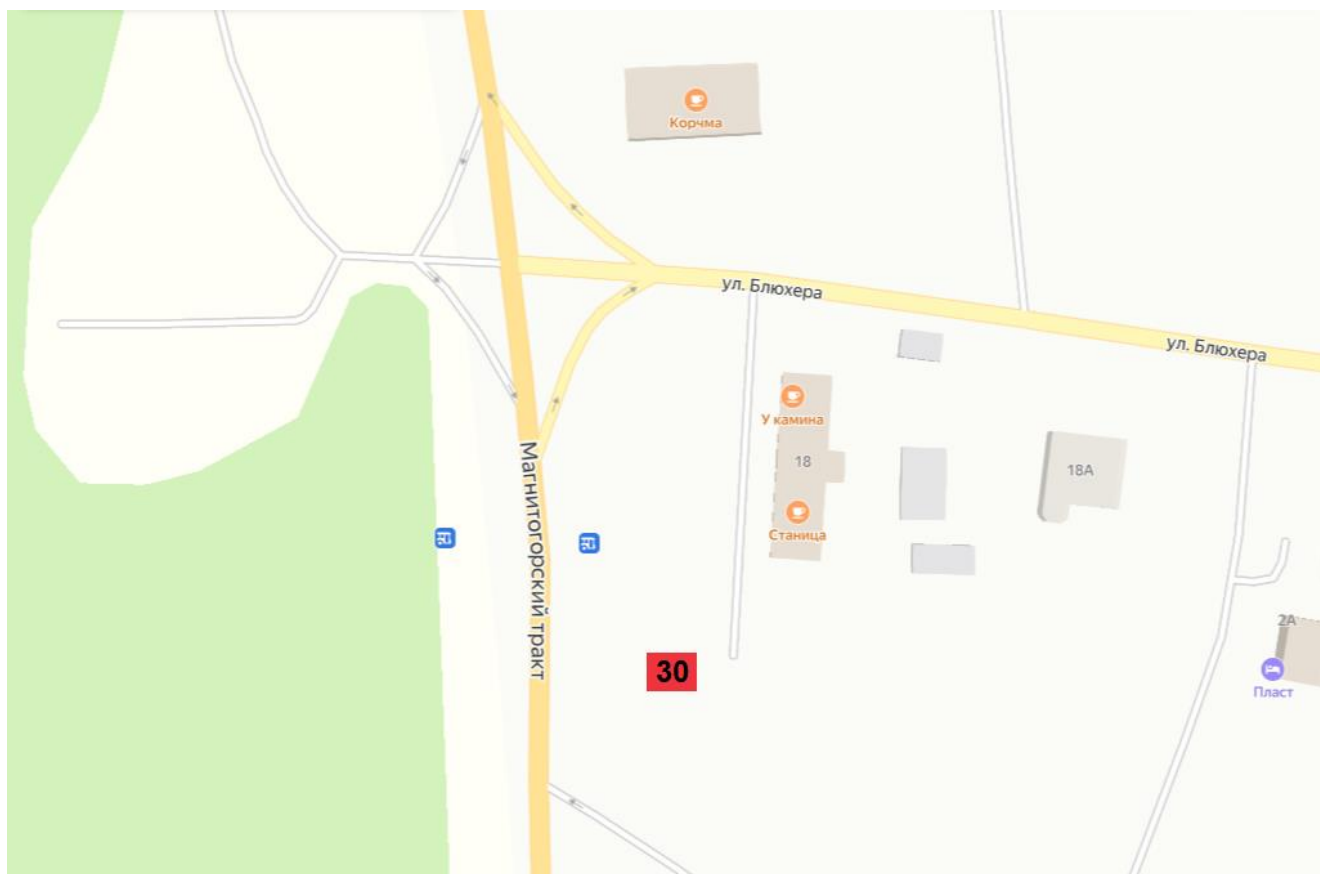 Корчма
ул. Блюхера
ул. Блюхера
У камина
18
18А
Станица
Магнитогорский тракт
2А
30
Пласт